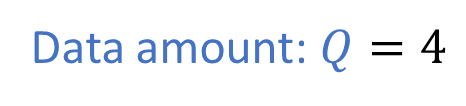 Data amount: Q = 4